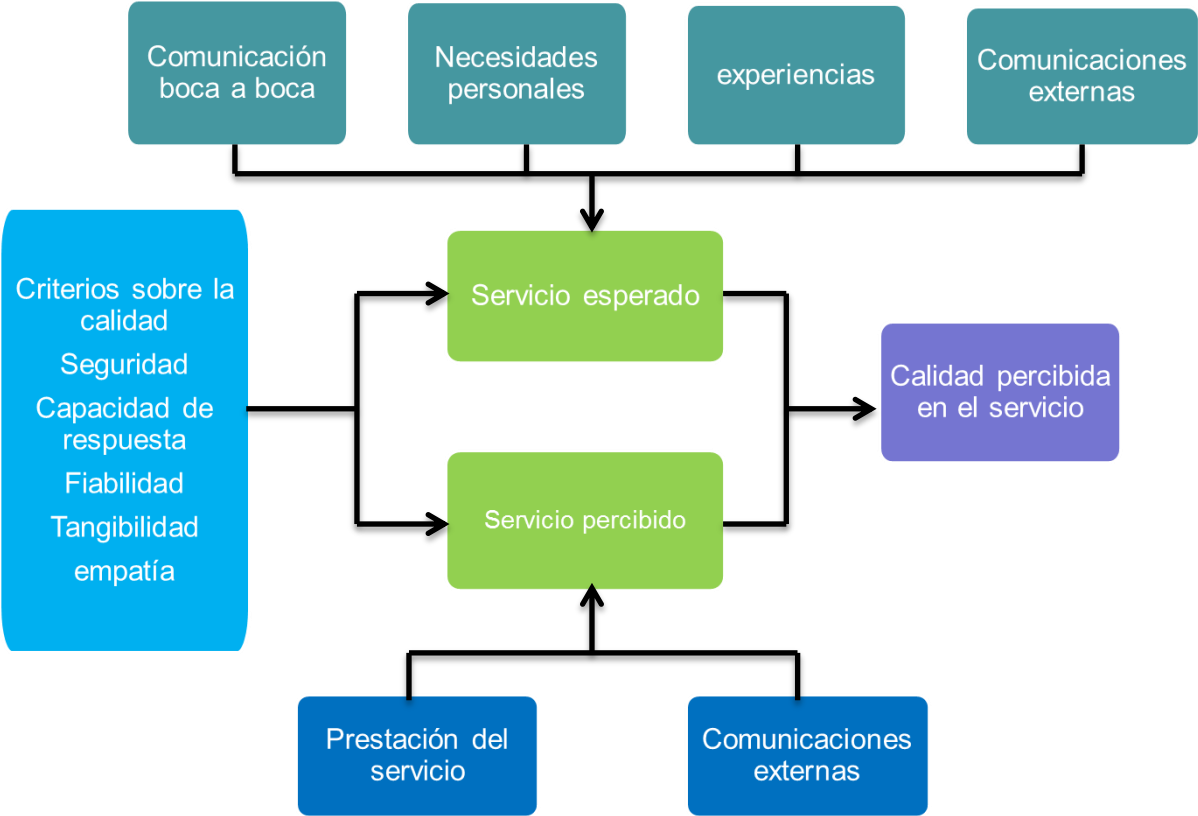 Comunicación
boca a boca
Necesidades
personales
experiencias
Comunicaciones
externas
Criterios sobre la
calidad
Seguridad
Capacidad de
respuesta
Fiabilidad
Tangibilidad
empatía
Servicio esperado
Servicio percibido
Calidad percibida
en el servicio
Prestación del
servicio
Comunicaciones
externas